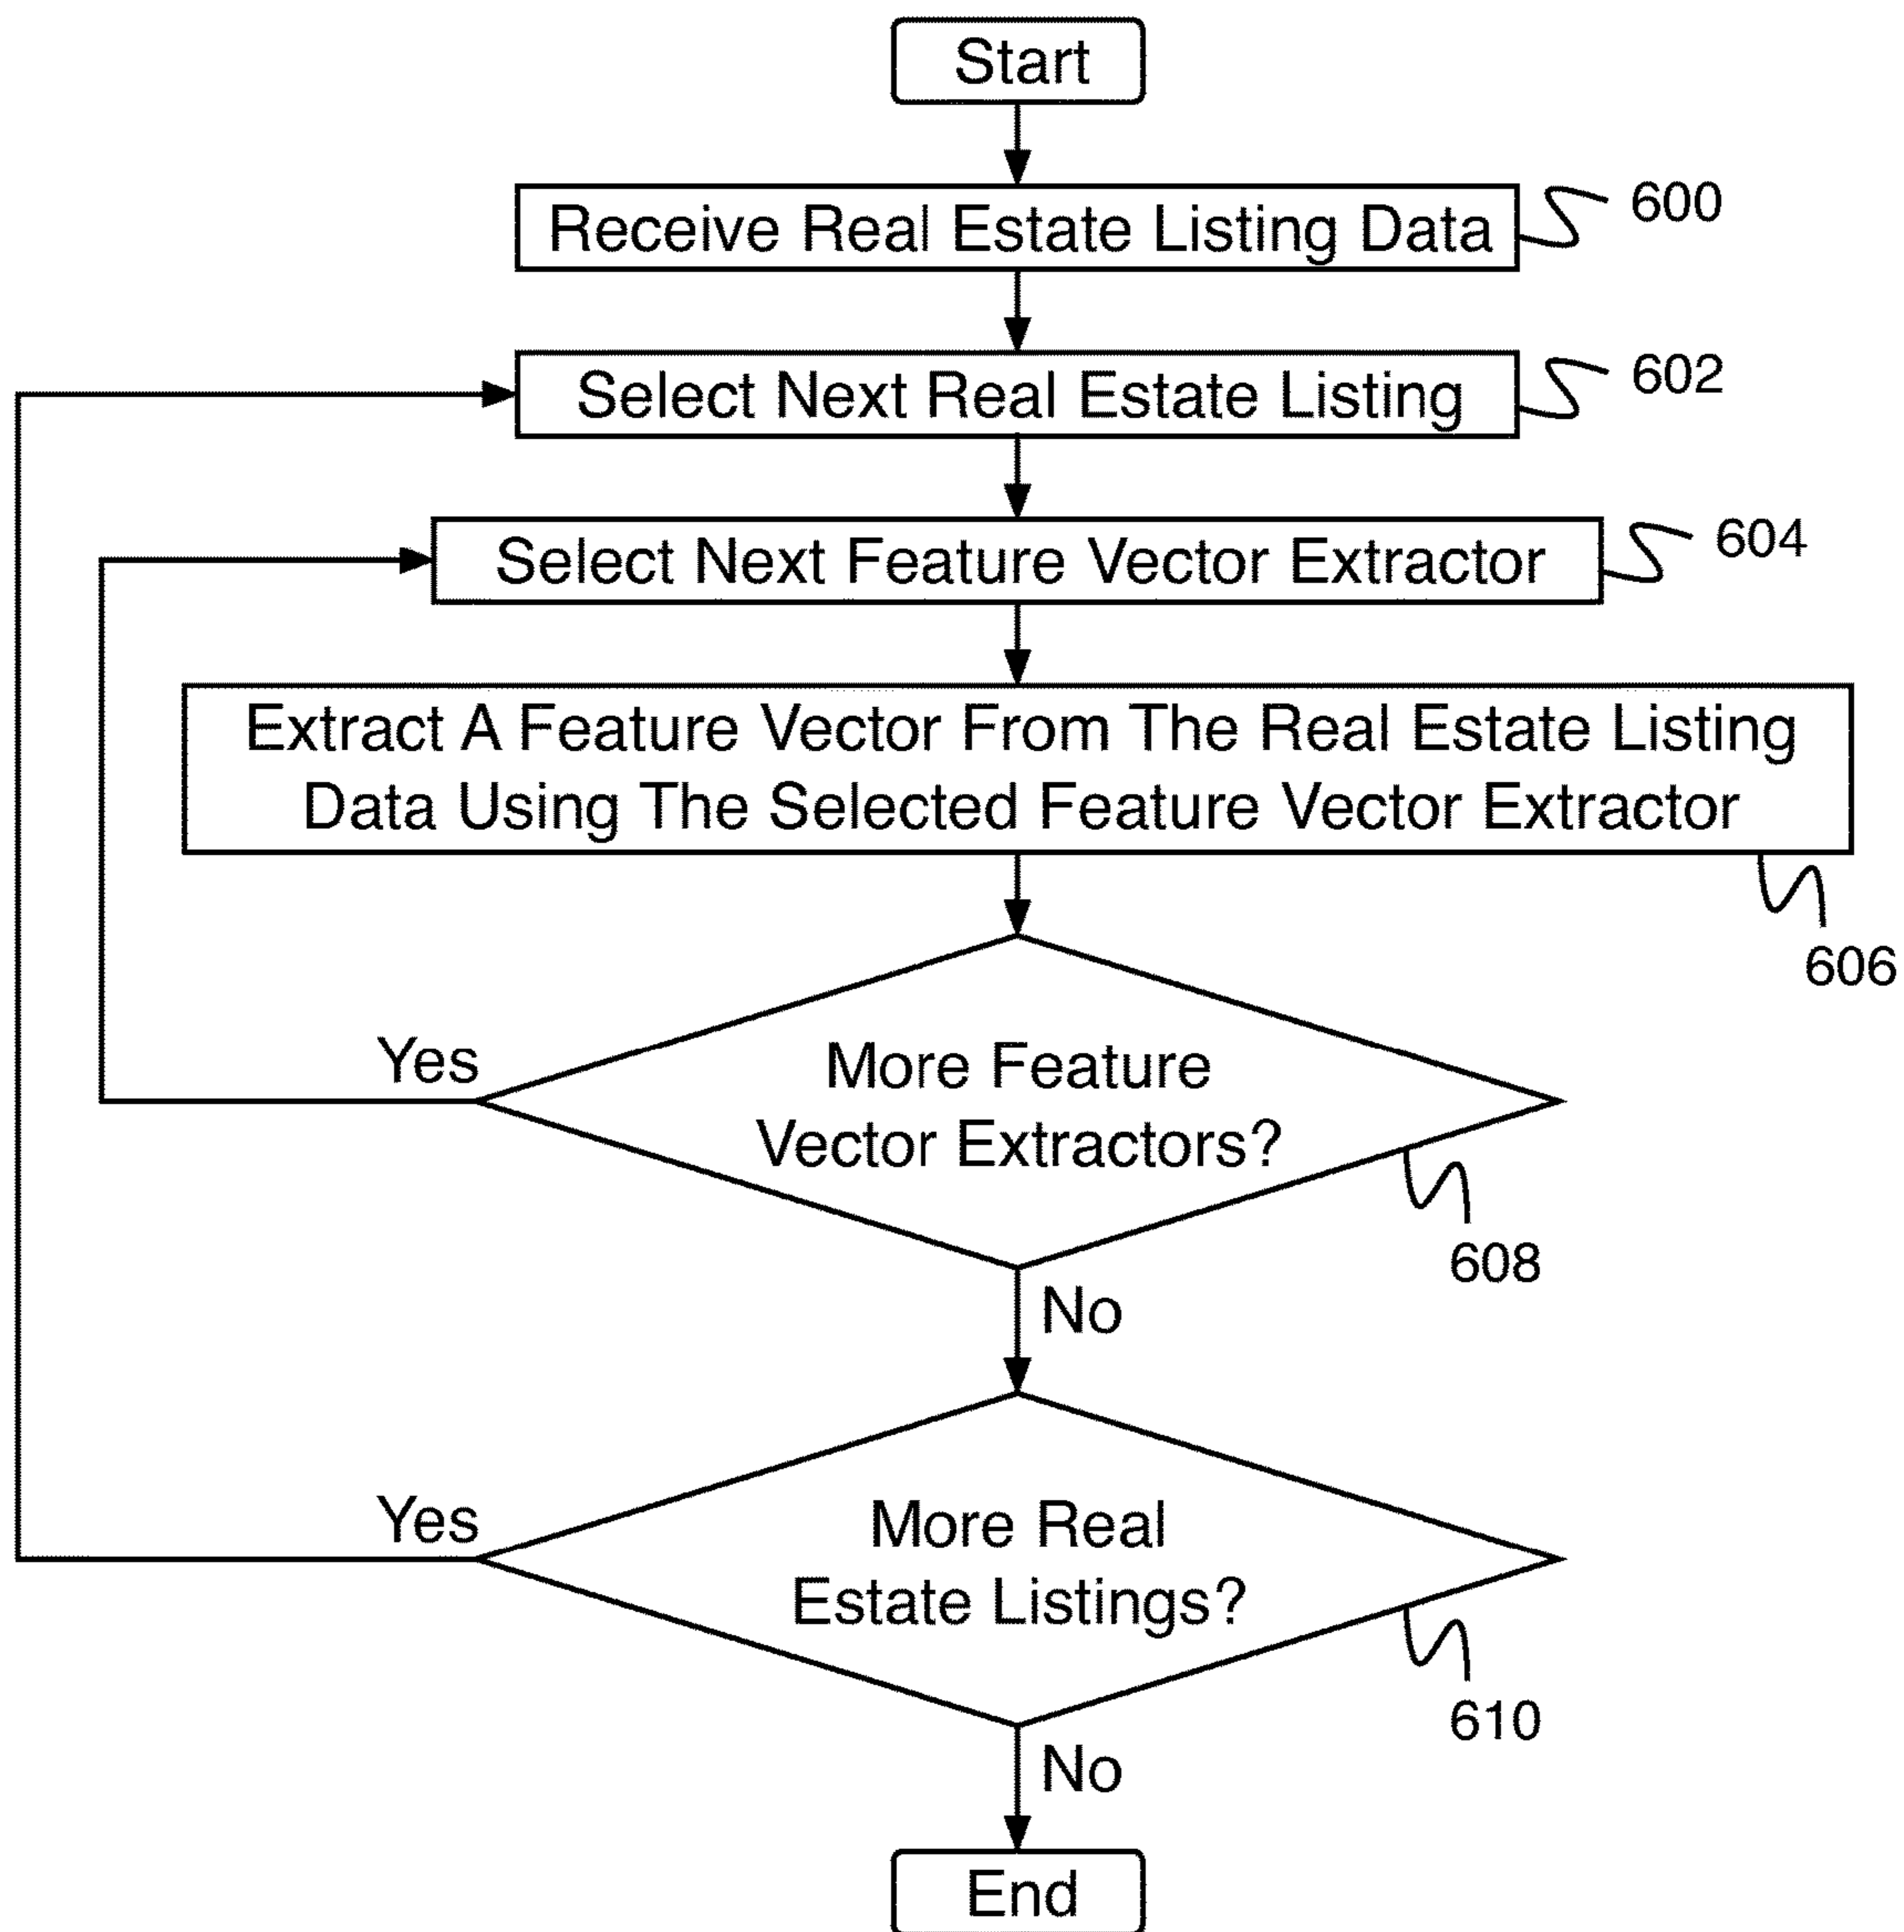 Start
Receive Real Estate Listing Data
600
Select Next Real Estate Listing
602
Select Next Feature Vector Extractor
604
Extract A Feature Vector From The Real Estate Listing
Data Using The Selected Feature Vector Extractor
606
Yes
More Feature
Vector Extractors?
608
No
Yes
More Real
Estate Listings?
610
No
End